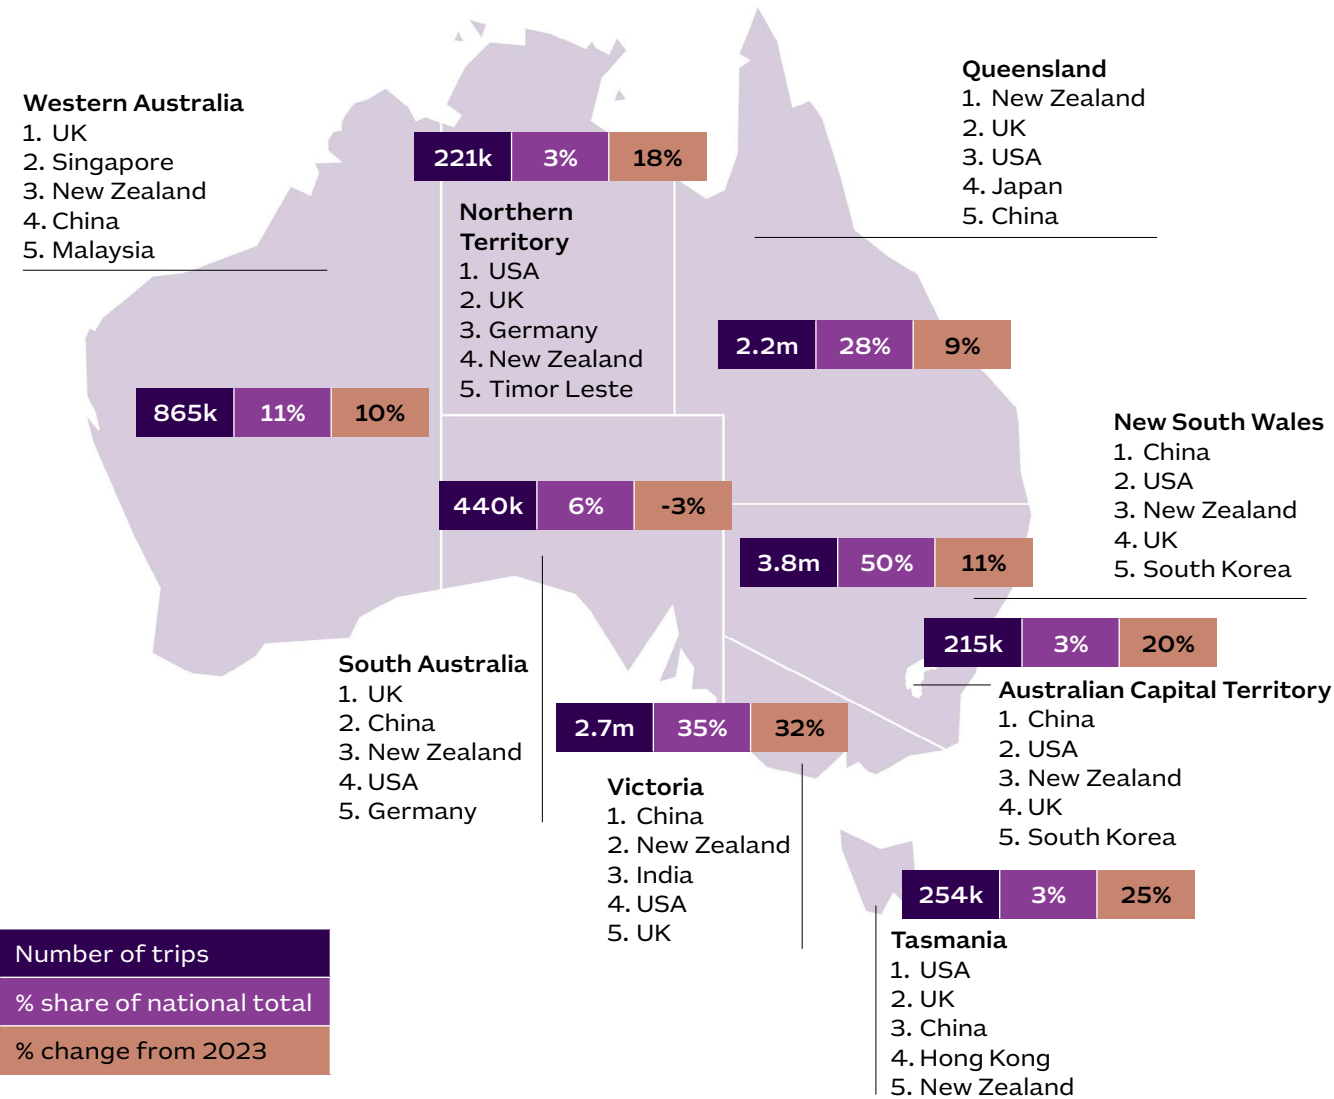 Western Australia
1. UK
2. Singapore
3. New Zealand
4. China
5. Malaysia
865k 11% 10%
221k 3% 18%
Northern
Territory
1. USA
2. UK
3. Germany
4. New Zealand
5. Timor Leste
Queensland
1. New Zealand
2. UK
3. USA
4. Japan
5. China
2.2m 28% 9%
440k 6% -3%
South Australia
1. UK
2. China
3. New Zealand
4. USA
5. Germany
New South Wales
1. China
2. USA
3. New Zealand
4. UK
5. South Korea
3.8m 50% 11%
215k 3% 20%
Australian Capital Territory
1. China
2. USA
3. New Zealand
4. UK
5. South Korea
2.7m 35% 32%
Victoria
1. China
2. New Zealand
3. India
4. USA
5. UK
254k 3% 25%
Tasmania
1. USA
2. UK
3. China
4. Hong Kong
5. New Zealand
Number of trips
% share of national total
% change from 2023